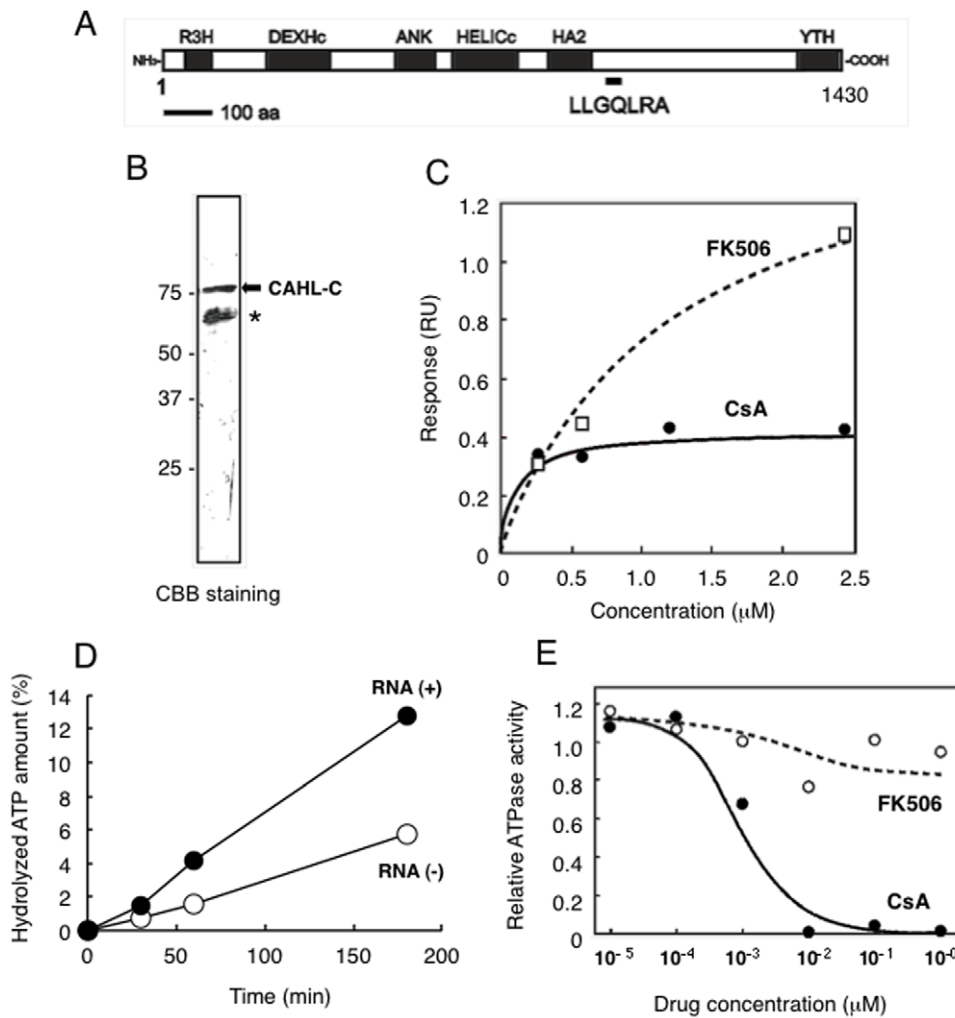 A
R3H DEXHc ANK HELICc HA2 YTH
NH₂- -COOH
1 LLGQLRA 1430
100 aa
B
75 CAHL-C
*
50
37
25
CBB staining
C
1.2
1.0
0.8
0.6
0.4
0.2
0
Response (RU)
FK506
CsA
0 0.5 1.0 1.5 2.0 2.5
Concentration (μM)
D
14
12
10
8
6
4
2
0
Hydrolyzed ATP amount (%)
RNA (+)
RNA (-)
0 50 100 150 200
Time (min)
E
1.2
1.0
0.8
0.6
0.4
0.2
0
Relative ATPase activity
FK506
CsA
10⁻⁵ 10⁻⁴ 10⁻³ 10⁻² 10⁻¹ 10⁻⁰
Drug concentration (μM)